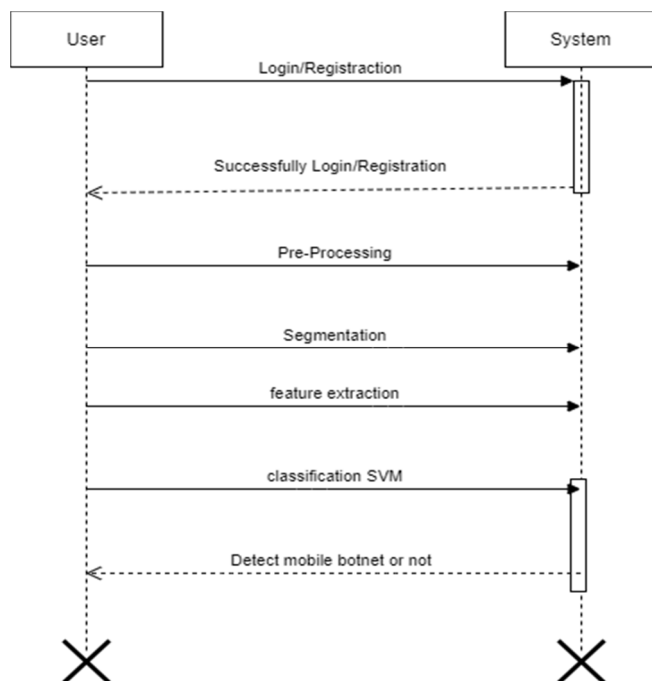 User
System
Login/Registraction
Successfully Login/Registration
Pre-Processing
Segmentation
feature extraction
classification SVM
Detect mobile botnet or not